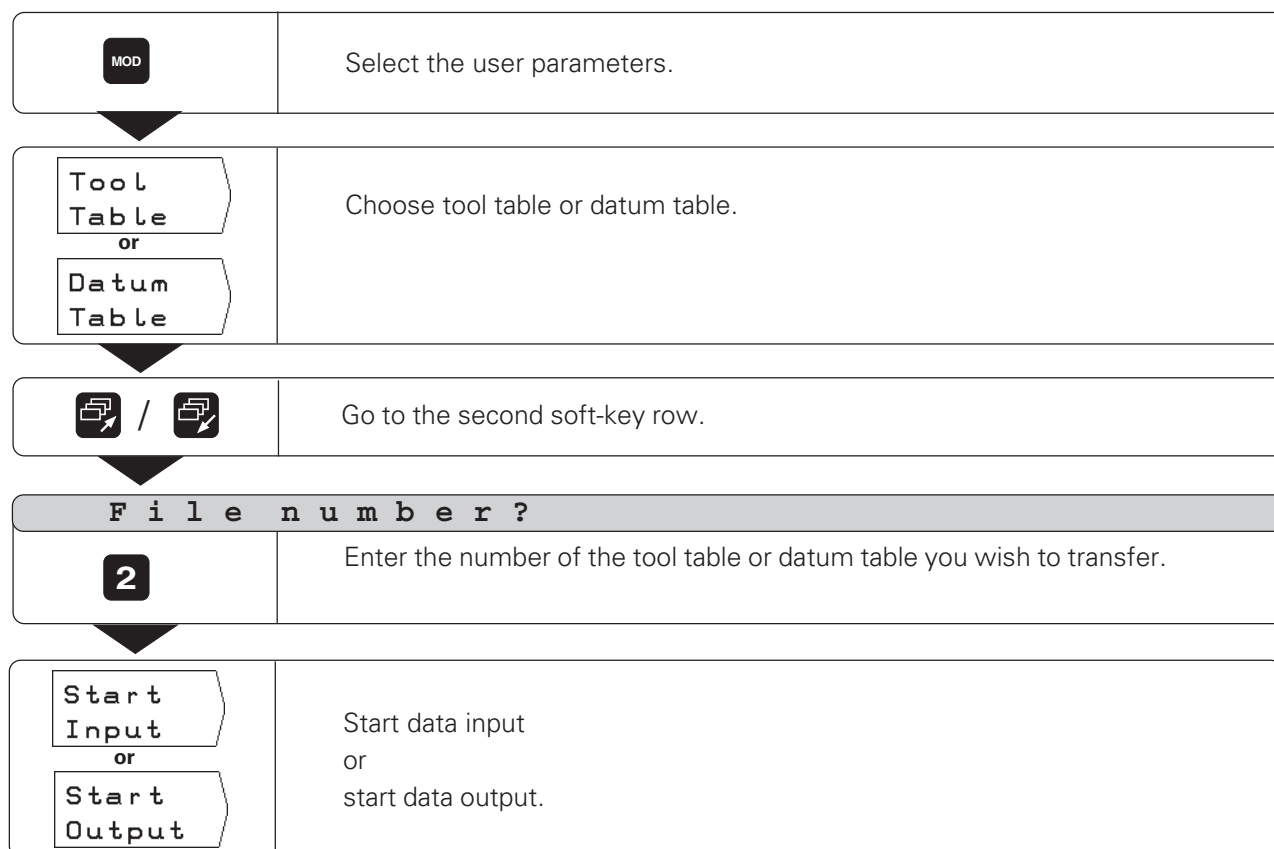 MOD
Select the user parameters.
Tool
Table
or
Datum
Table
Choose tool table or datum table.
/
Go to the second soft-key row.
File number?
2
Enter the number of the tool table or datum table you wish to transfer.
Start
Input
or
Start
Output
Start data input
or
start data output.